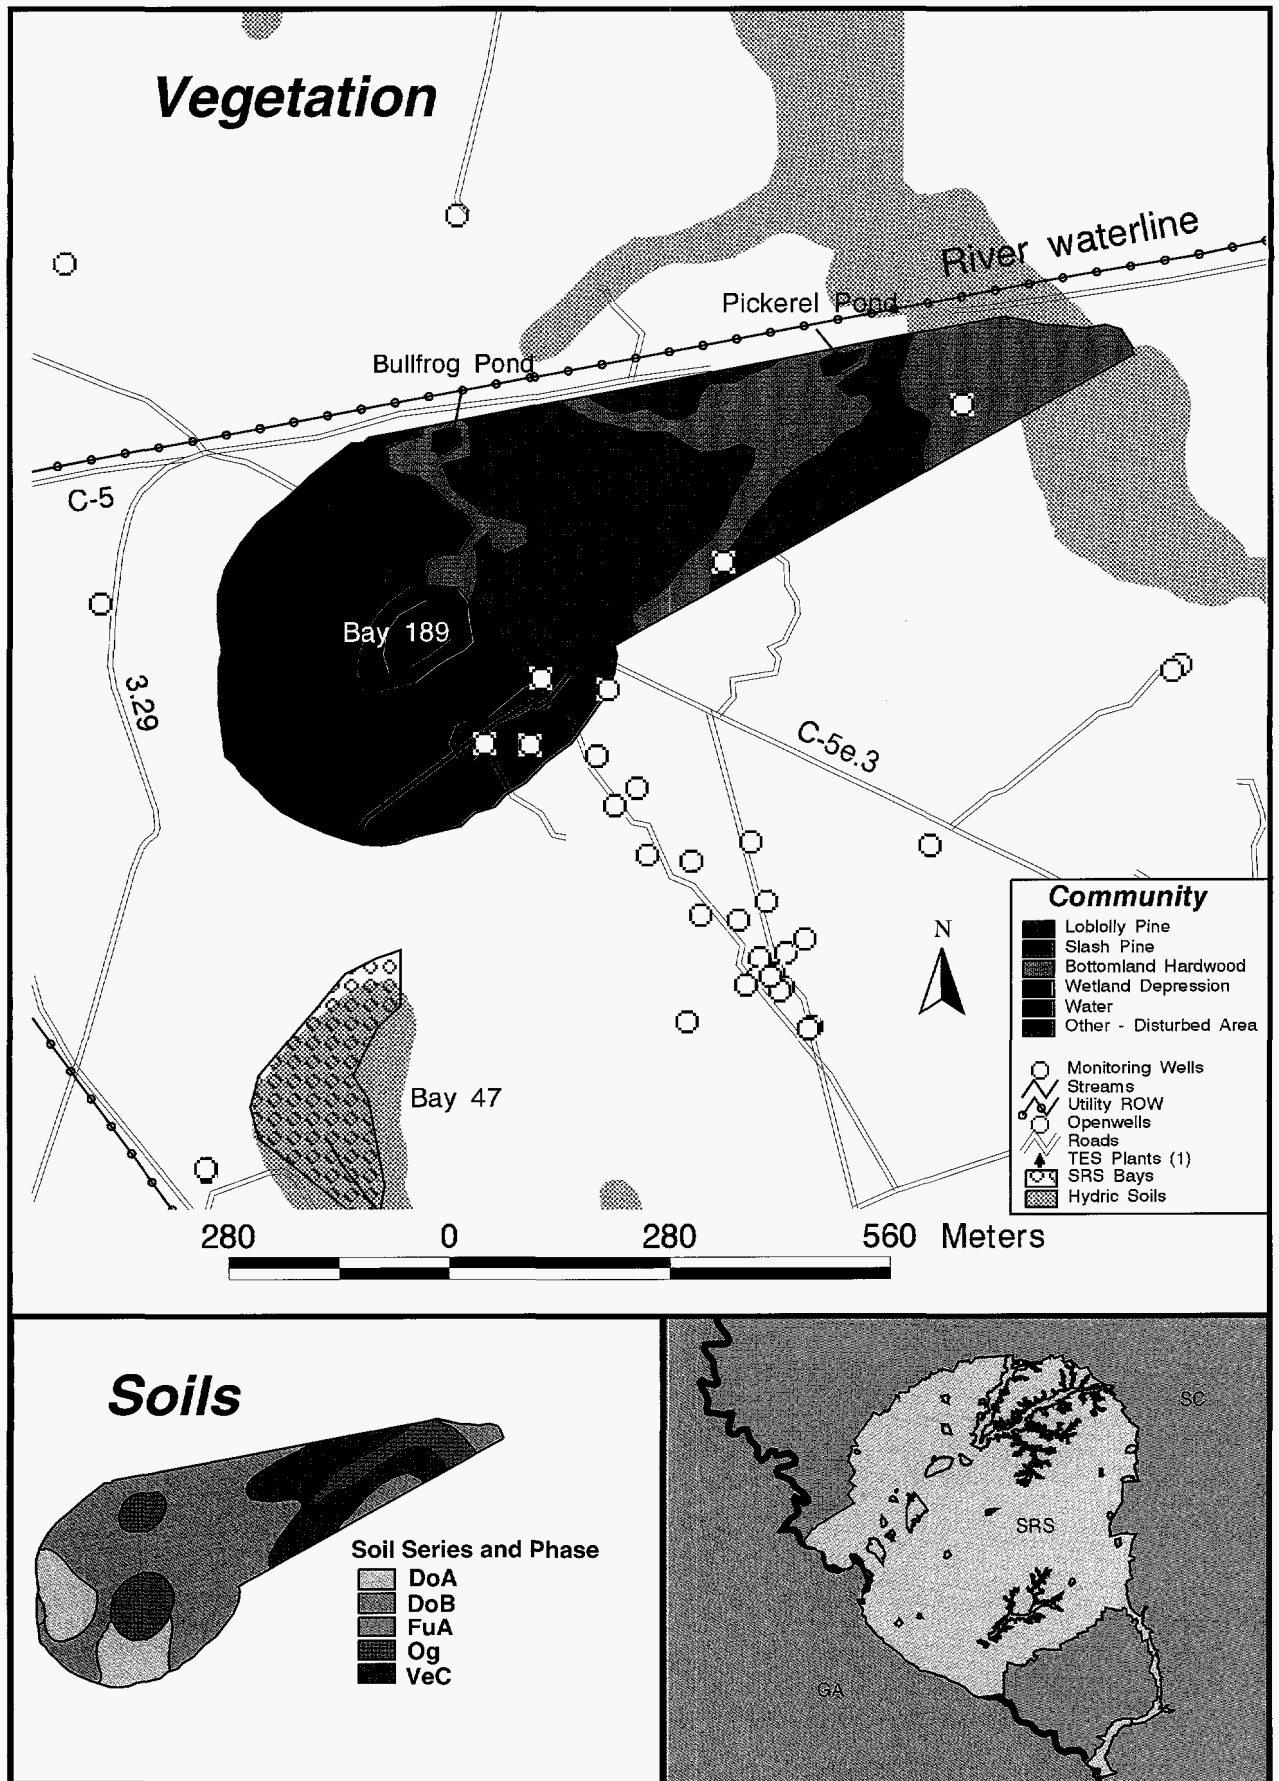 Vegetation
River waterline
Pickerel Pond
Bullfrog Pond
C-5
Bay 189
3.29
C-5e.3
Community
Loblolly Pine
Slash Pine
Bottomland Hardwood
Wetland Depression
Water
Other - Disturbed Area
N
Monitoring Wells
Streams
Utility ROW
Openwells
Roads
TES Plants (1)
SRS Bays
Hydric Soils
Bay 47
280 0 280 560 Meters
Soils
Soil Series and Phase
DoA
DoB
FuA
Og
VeC
SC
SRS
GA